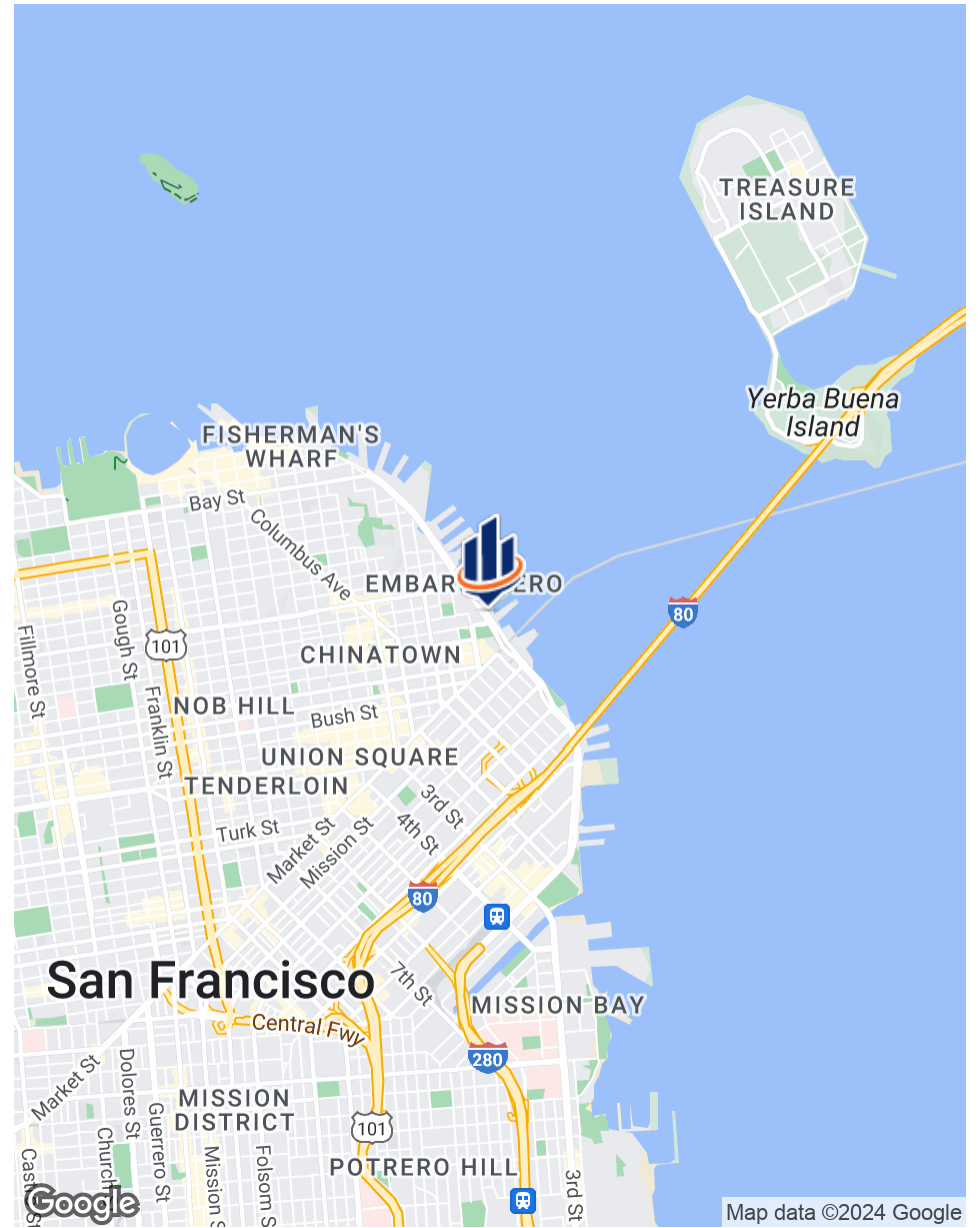 TREASURE
ISLAND
Yerba Buena
Island
FISHERMAN'S
WHARF
Bay St
Columbus Ave
80
101
Gough St
Fillmore St
Franklin St
CHINATOWN
NOB HILL
Bush St
UNION SQUARE
TENDERLOIN
3rd St
4th St
Turk St
Market St
Mission St
80
San Francisco
7th St
MISSION BAY
Central Fwy
280
Market St
Dolores St
Guerrero St
MISSION
DISTRICT
101
Church
Mission S
Folsom S
POTRERO HILL
3rd St
Google
Map data ©2024 Google